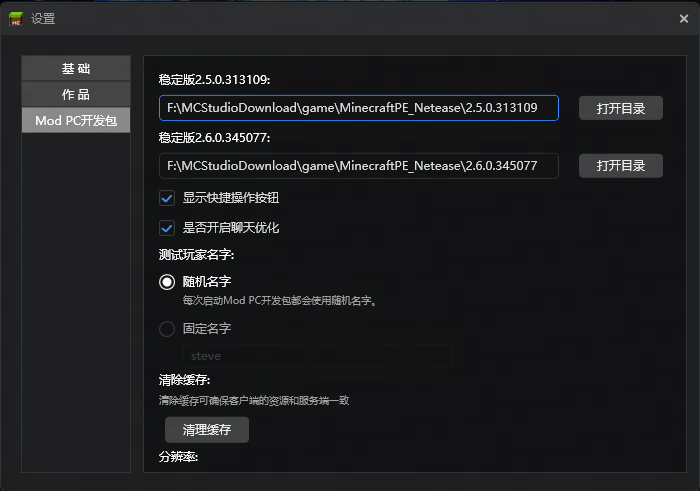 设置
基 础
作 品
Mod PC开发包
稳定版2.5.0.313109:
F:\MCStudioDownload\game\MinecraftPE_Netease\2.5.0.313109
打开目录
稳定版2.6.0.345077:
F:\MCStudioDownload\game\MinecraftPE_Netease\2.6.0.345077
打开目录
显示快捷操作按钮
是否开启聊天优化
测试玩家名字:
随机名字
每次启动Mod PC开发包都会使用随机名字。
固定名字
steve
清除缓存:
清除缓存可确保客户端的资源和服务端一致
清理缓存
分辨率: